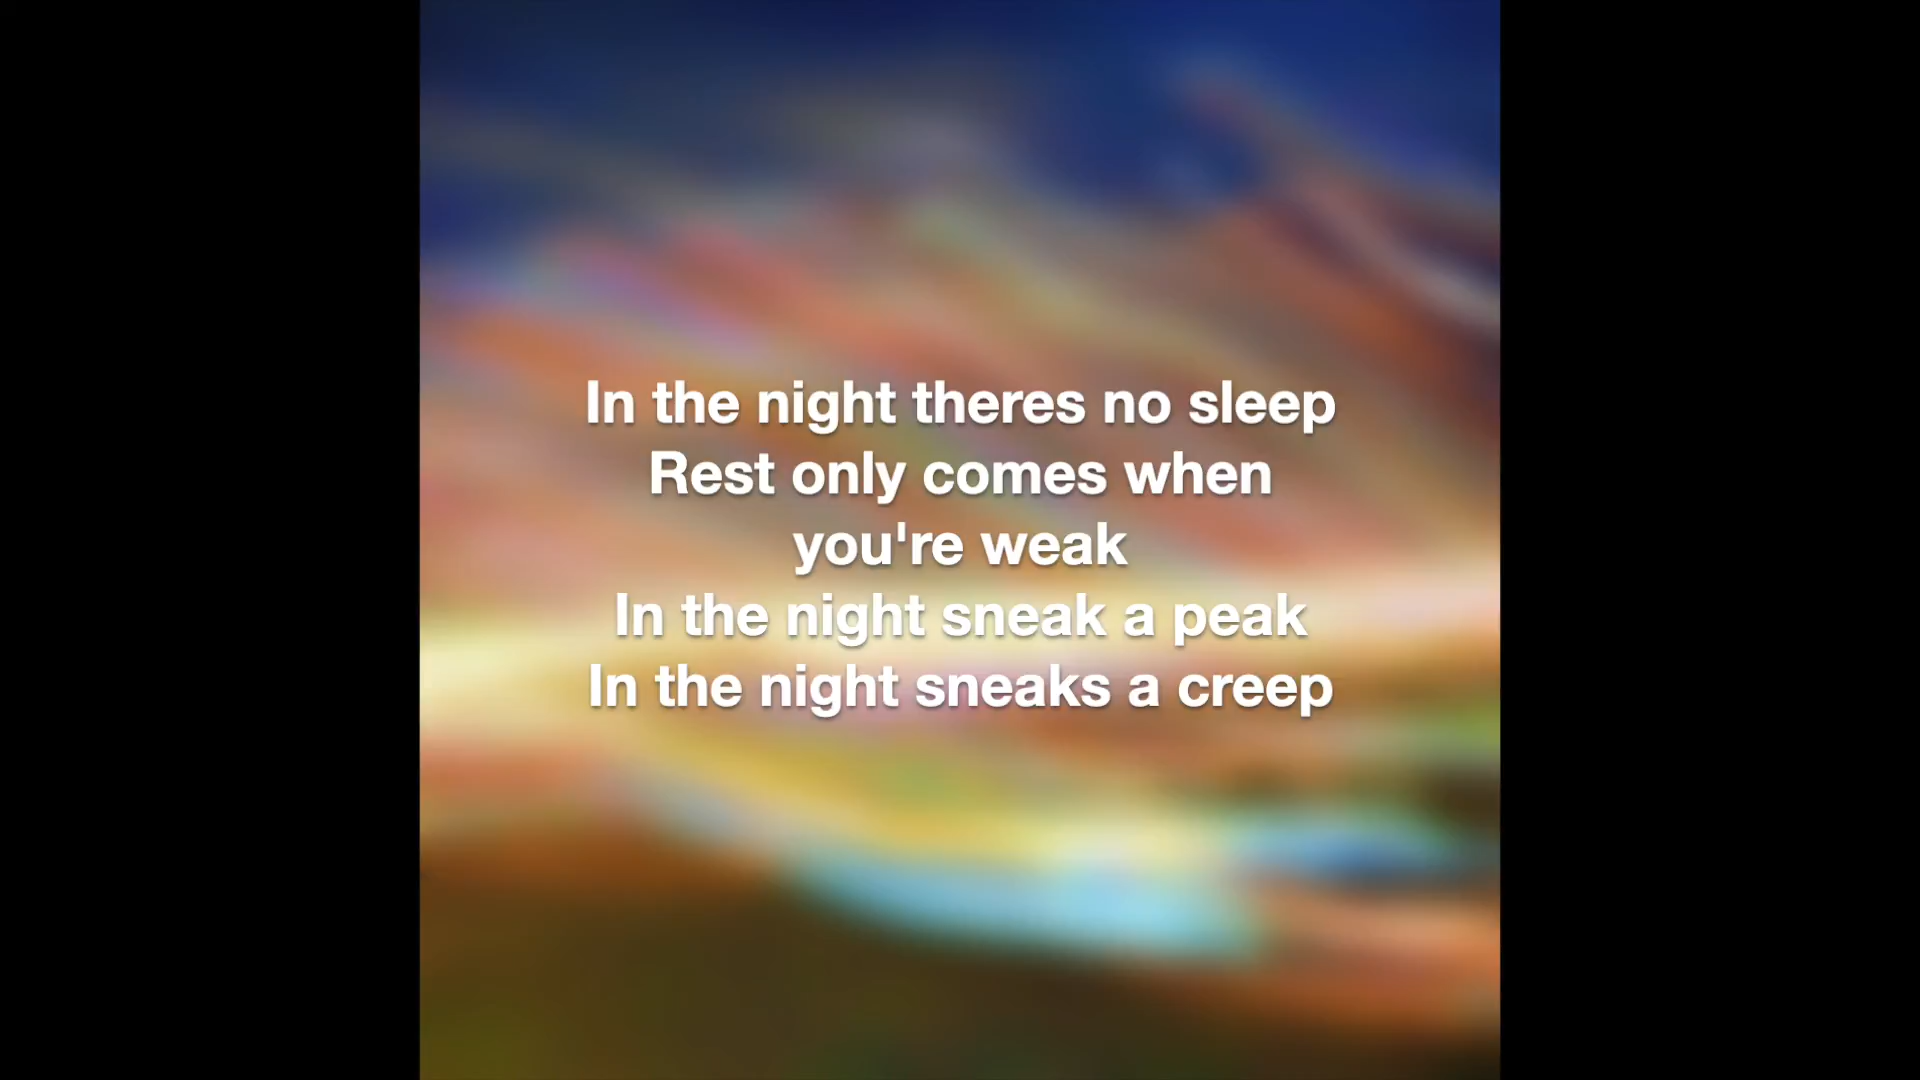 In the night theres no sleep
Rest only comes when
you're weak
In the night sneak a peak
In the night sneaks a creep